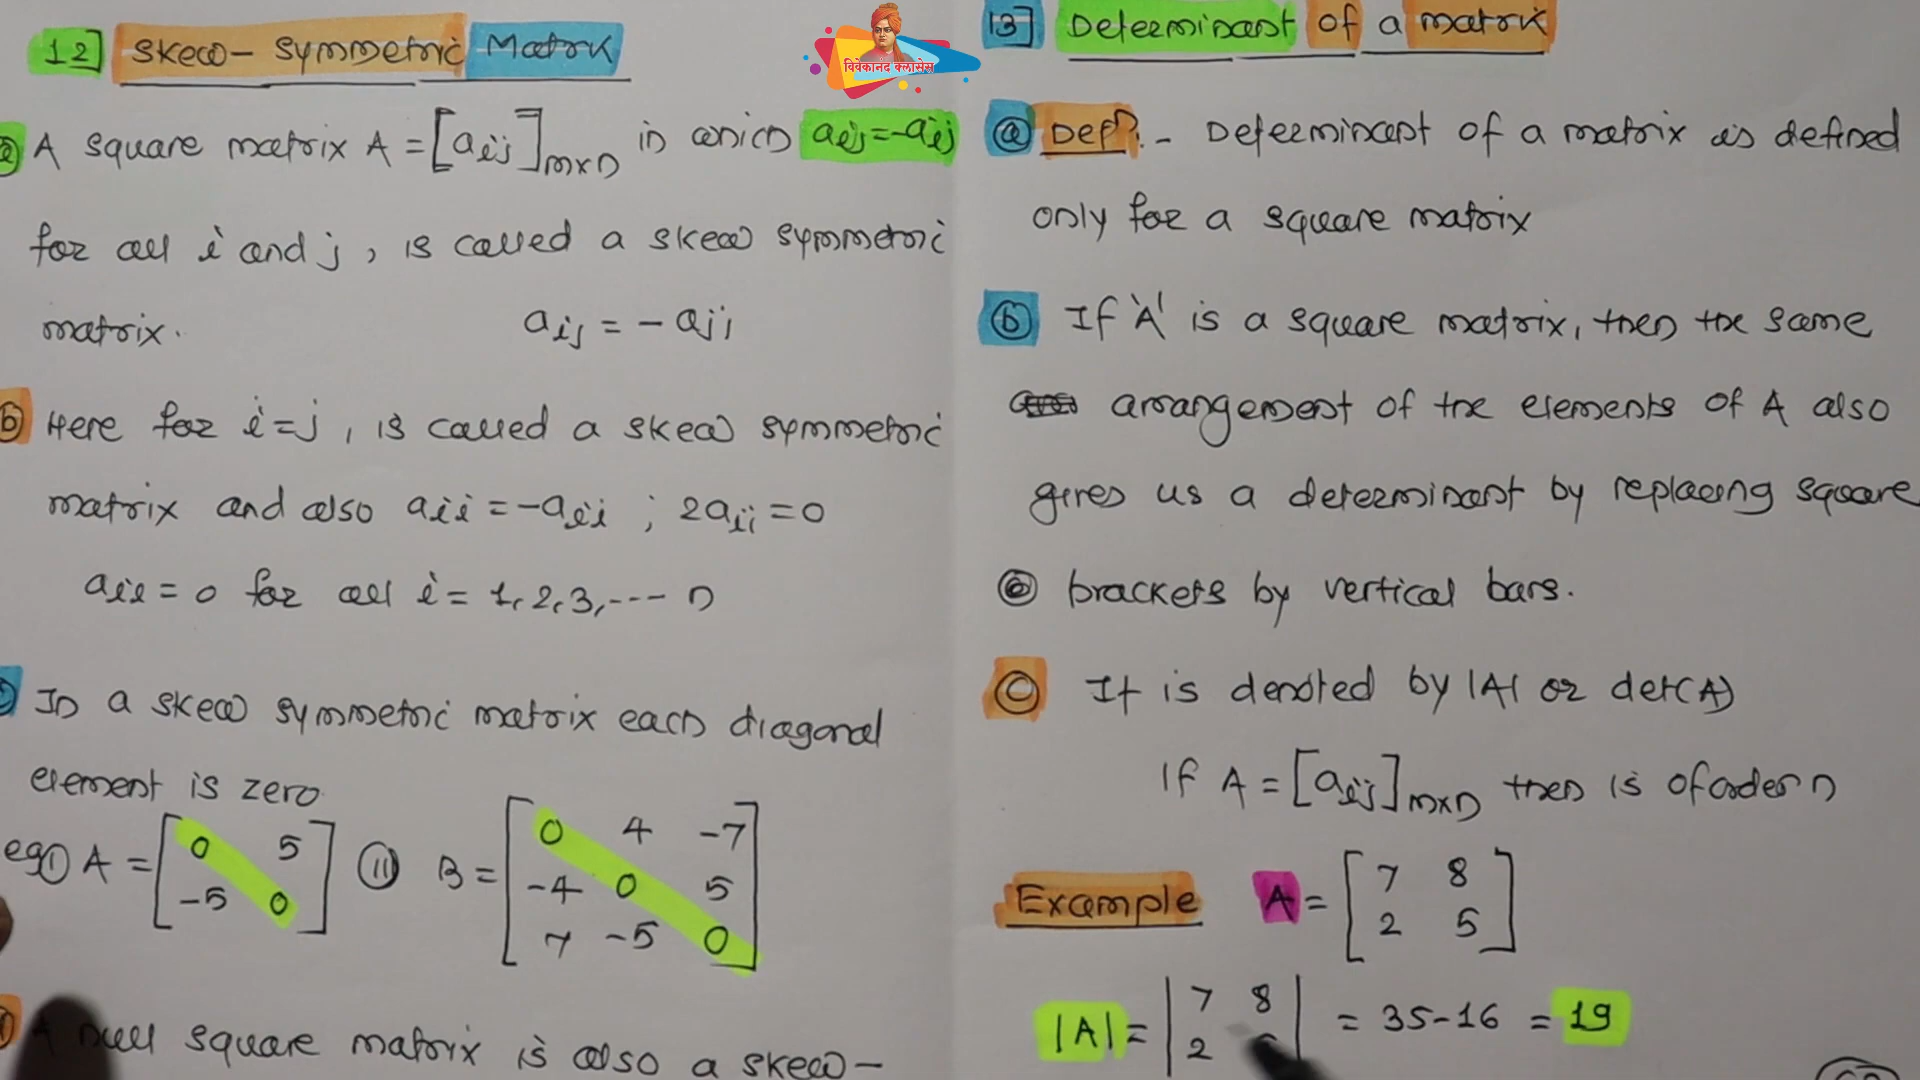 12] Skew- Symmetric Matrix
विवेकानंद क्लासेस
a A square matrix A = [aij]m×n in which aij=-aij
for all i and j, is called a skew symmetric
matrix. aij = - aji
b Here for i=j, is called a skew symmetric
matrix and also aii = -aii ; 2aii = 0
aii = 0 for all i = 1,2,3,---- n
In a skew symmetric matrix each diagonal
element is zero
eg① A = [ 0 5
-5 0 ]
(11) B = [ 0 4 -7
-4 0 5
7 -5 0 ]
A null square matrix is also a skew-
13] Determinant of a matrix
ⓐ Defn.- Determinant of a matrix is defined
only for a square matrix
ⓑ If 'A' is a square matrix, then the same
arrangement of the elements of A also
gives us a determinant by replacing square
brackets by vertical bars.
ⓒ It is denoted by |A| or det(A)
If A = [aij]m×n then is of order n
Example A = [ 7 8
2 5 ]
|A| = | 7 8 | = 35-16 = 19
2